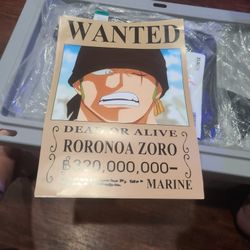 WANTED
DEAD OR ALIVE
RORONOA ZORO
฿320,000,000-
MARINE